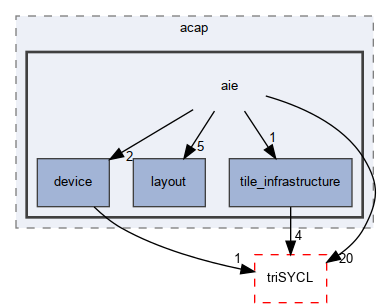 acap
aie
2
5
1
device
layout
tile_infrastructure
1
4
20
triSYCL